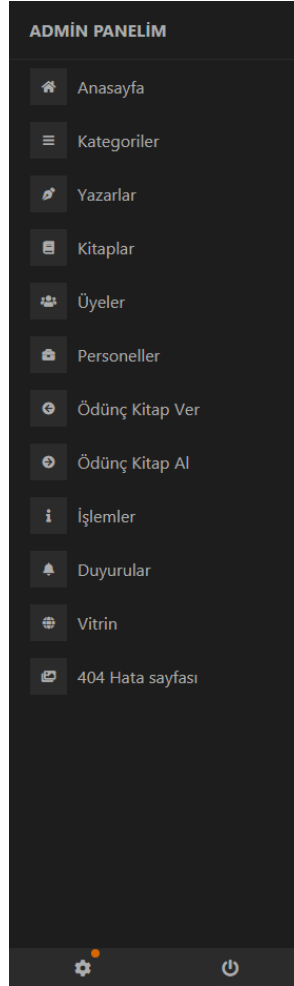 ADMİN PANELİM
Anasayfa
Kategoriler
Yazarlar
Kitaplar
Üyeler
Personeller
Ödünç Kitap Ver
Ödünç Kitap Al
İşlemler
Duyurular
Vitrin
404 Hata sayfası